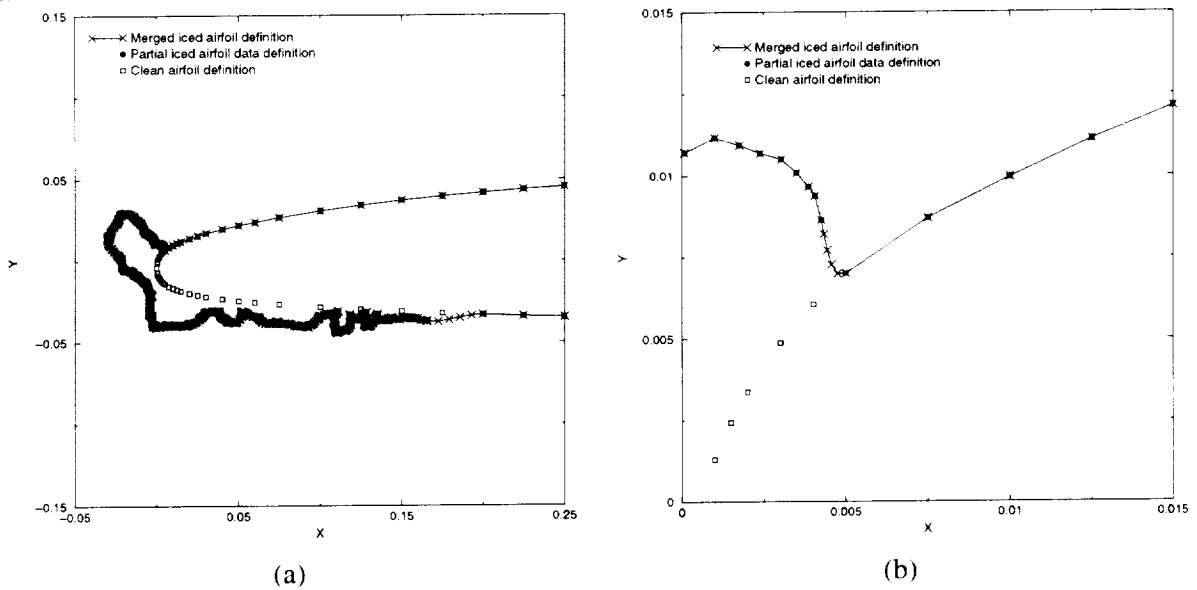 0.15
Merged iced airfoil definition
Partial iced airfoil data definition
Clean airfoil definition
0.05
Y
−0.05
−0.15
−0.05
0.05
0.15
0.25
X
(a)
0.015
Merged iced airfoil definition
Partial iced airfoil data definition
Clean airfoil definition
0.01
Y
0.005
0
0
0.005
0.01
0.015
X
(b)